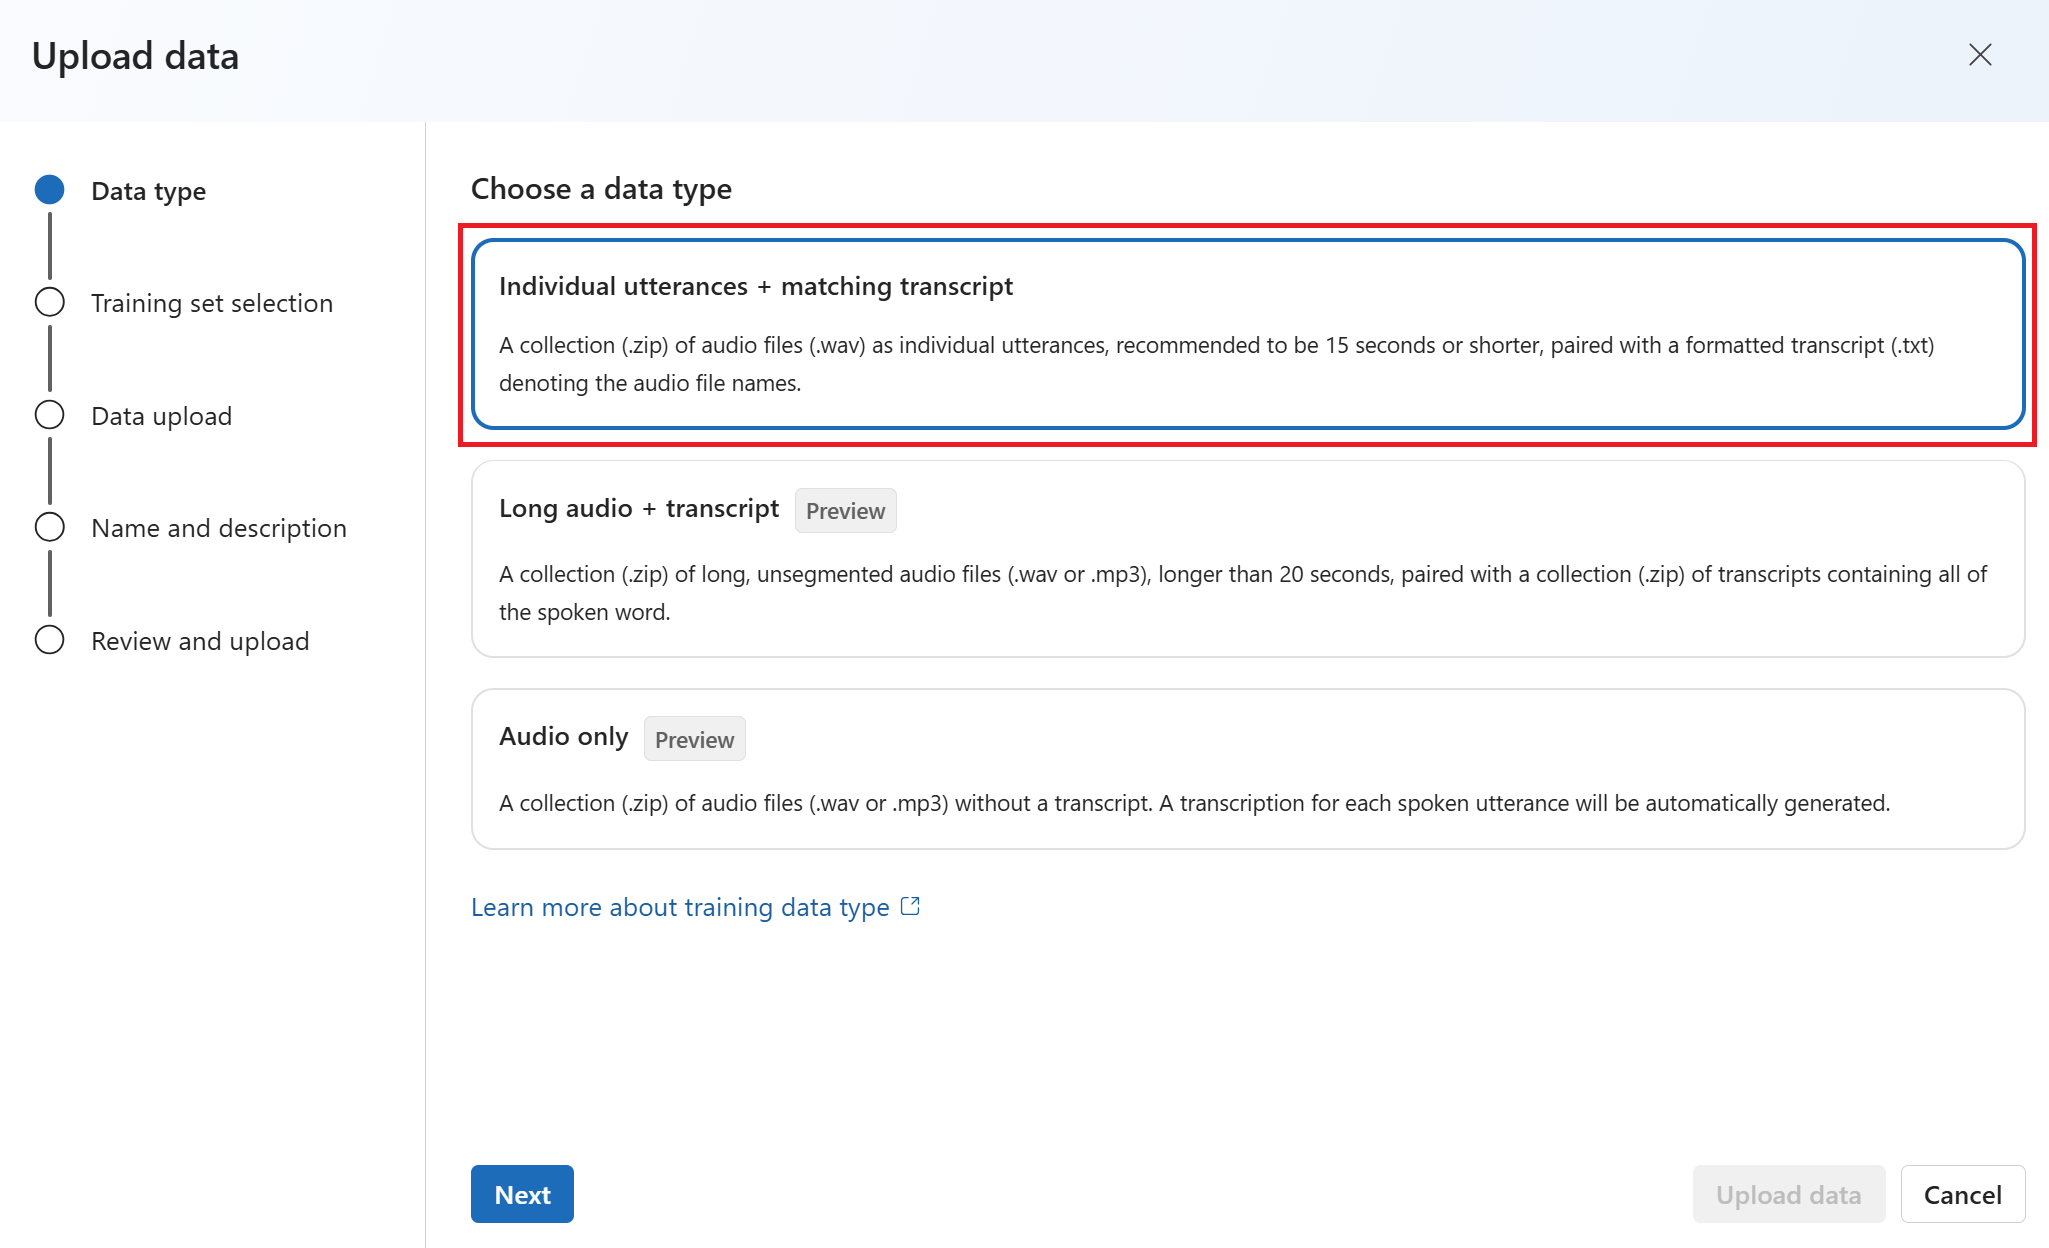 Upload data
Data type
Training set selection
Data upload
Name and description
Review and upload
Choose a data type
Individual utterances + matching transcript
A collection (.zip) of audio files (.wav) as individual utterances, recommended to be 15 seconds or shorter, paired with a formatted transcript (.txt)
denoting the audio file names.
Long audio + transcript Preview
A collection (.zip) of long, unsegmented audio files (.wav or .mp3), longer than 20 seconds, paired with a collection (.zip) of transcripts containing all of
the spoken word.
Audio only Preview
A collection (.zip) of audio files (.wav or .mp3) without a transcript. A transcription for each spoken utterance will be automatically generated.
Learn more about training data type
Next
Upload data
Cancel